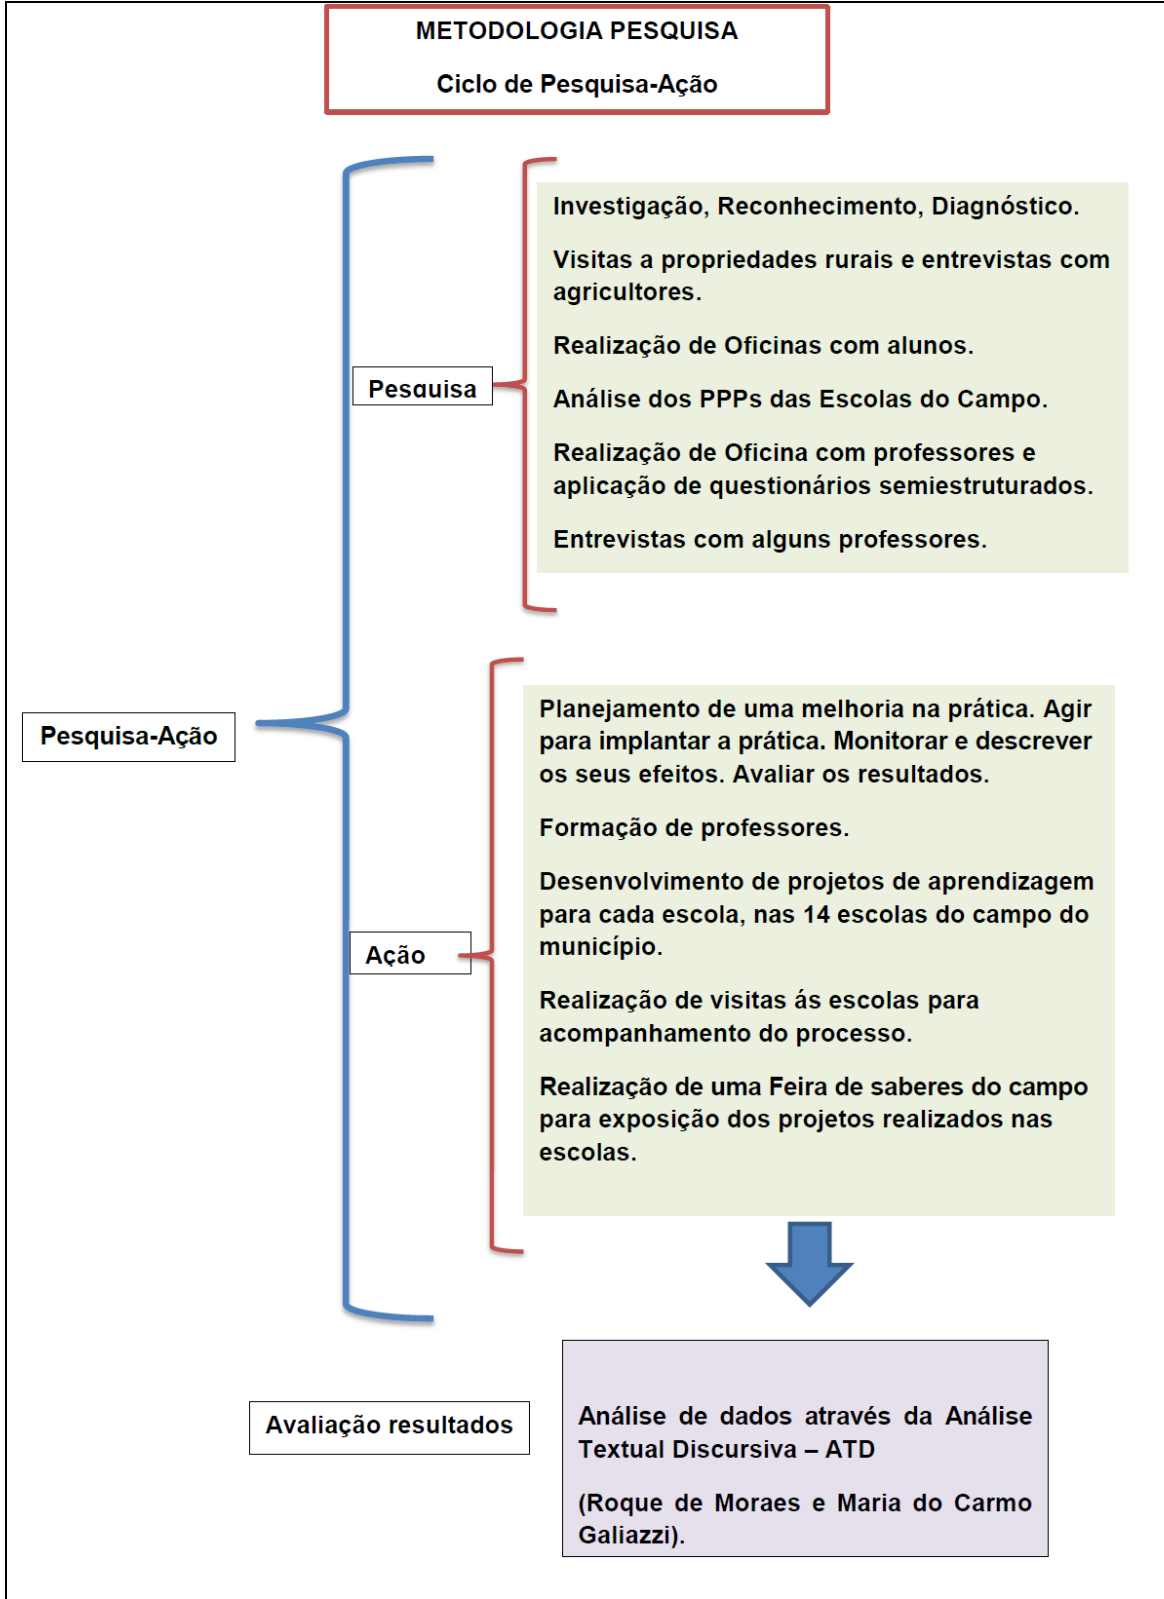 METODOLOGIA PESQUISA
Ciclo de Pesquisa-Ação
Investigação, Reconhecimento, Diagnóstico.
Visitas a propriedades rurais e entrevistas com
agricultores.
Realização de Oficinas com alunos.
Análise dos PPPs das Escolas do Campo.
Realização de Oficina com professores e
aplicação de questionários semiestruturados.
Entrevistas com alguns professores.
Pesquisa
Pesquisa-Ação
Planejamento de uma melhoria na prática. Agir
para implantar a prática. Monitorar e descrever
os seus efeitos. Avaliar os resultados.
Formação de professores.
Desenvolvimento de projetos de aprendizagem
para cada escola, nas 14 escolas do campo do
município.
Realização de visitas ás escolas para
acompanhamento do processo.
Realização de uma Feira de saberes do campo
para exposição dos projetos realizados nas
escolas.
Ação
Avaliação resultados
Análise de dados através da Análise
Textual Discursiva – ATD
(Roque de Moraes e Maria do Carmo
Galiazzi).